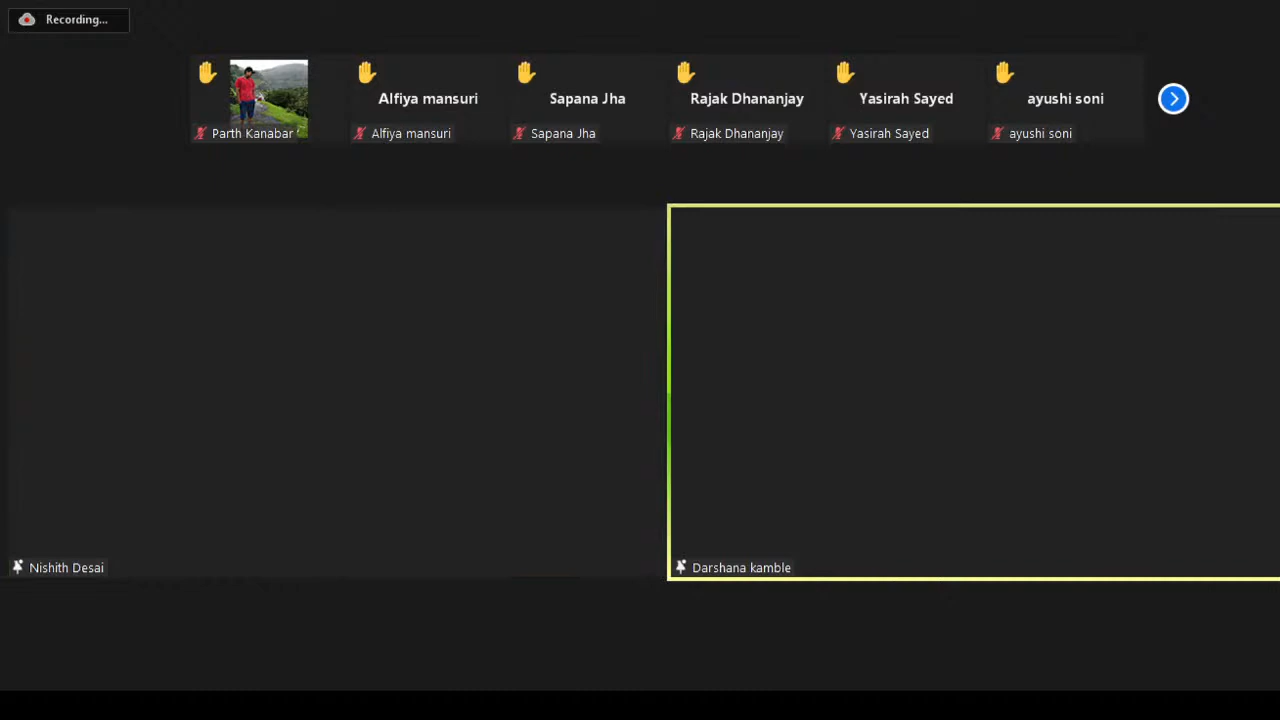 Recording...
Alfiya mansuri
Sapana Jha
Rajak Dhananjay
Yasirah Sayed
ayushi soni
Parth Kanabar
Alfiya mansuri
Sapana Jha
Rajak Dhananjay
Yasirah Sayed
ayushi soni
Nishith Desai
Darshana kamble